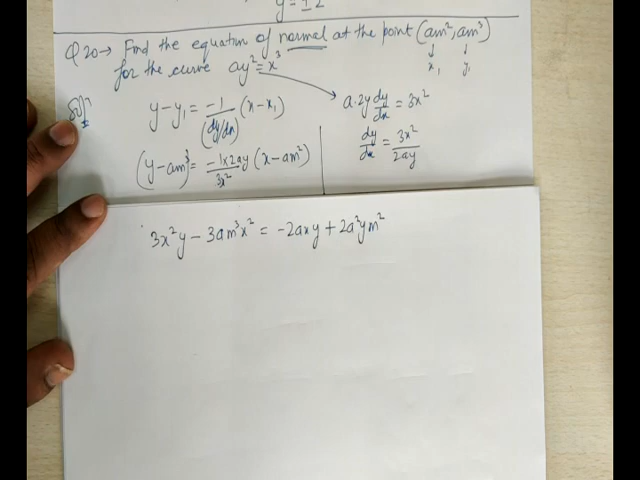 y = ± 2
Q 20→ Find the equation of normal at the point (am², am³)
for the curve ay² = x³
x₁ y₁
Solⁿ y - y₁ = -1/(dy/dx) (x - x₁)
a·2y dy/dx = 3x²
dy/dx = 3x²/2ay
(y - am³) = -1×2ay/3x² (x - am²)
3x²y - 3am³x² = -2axy + 2a²ym²